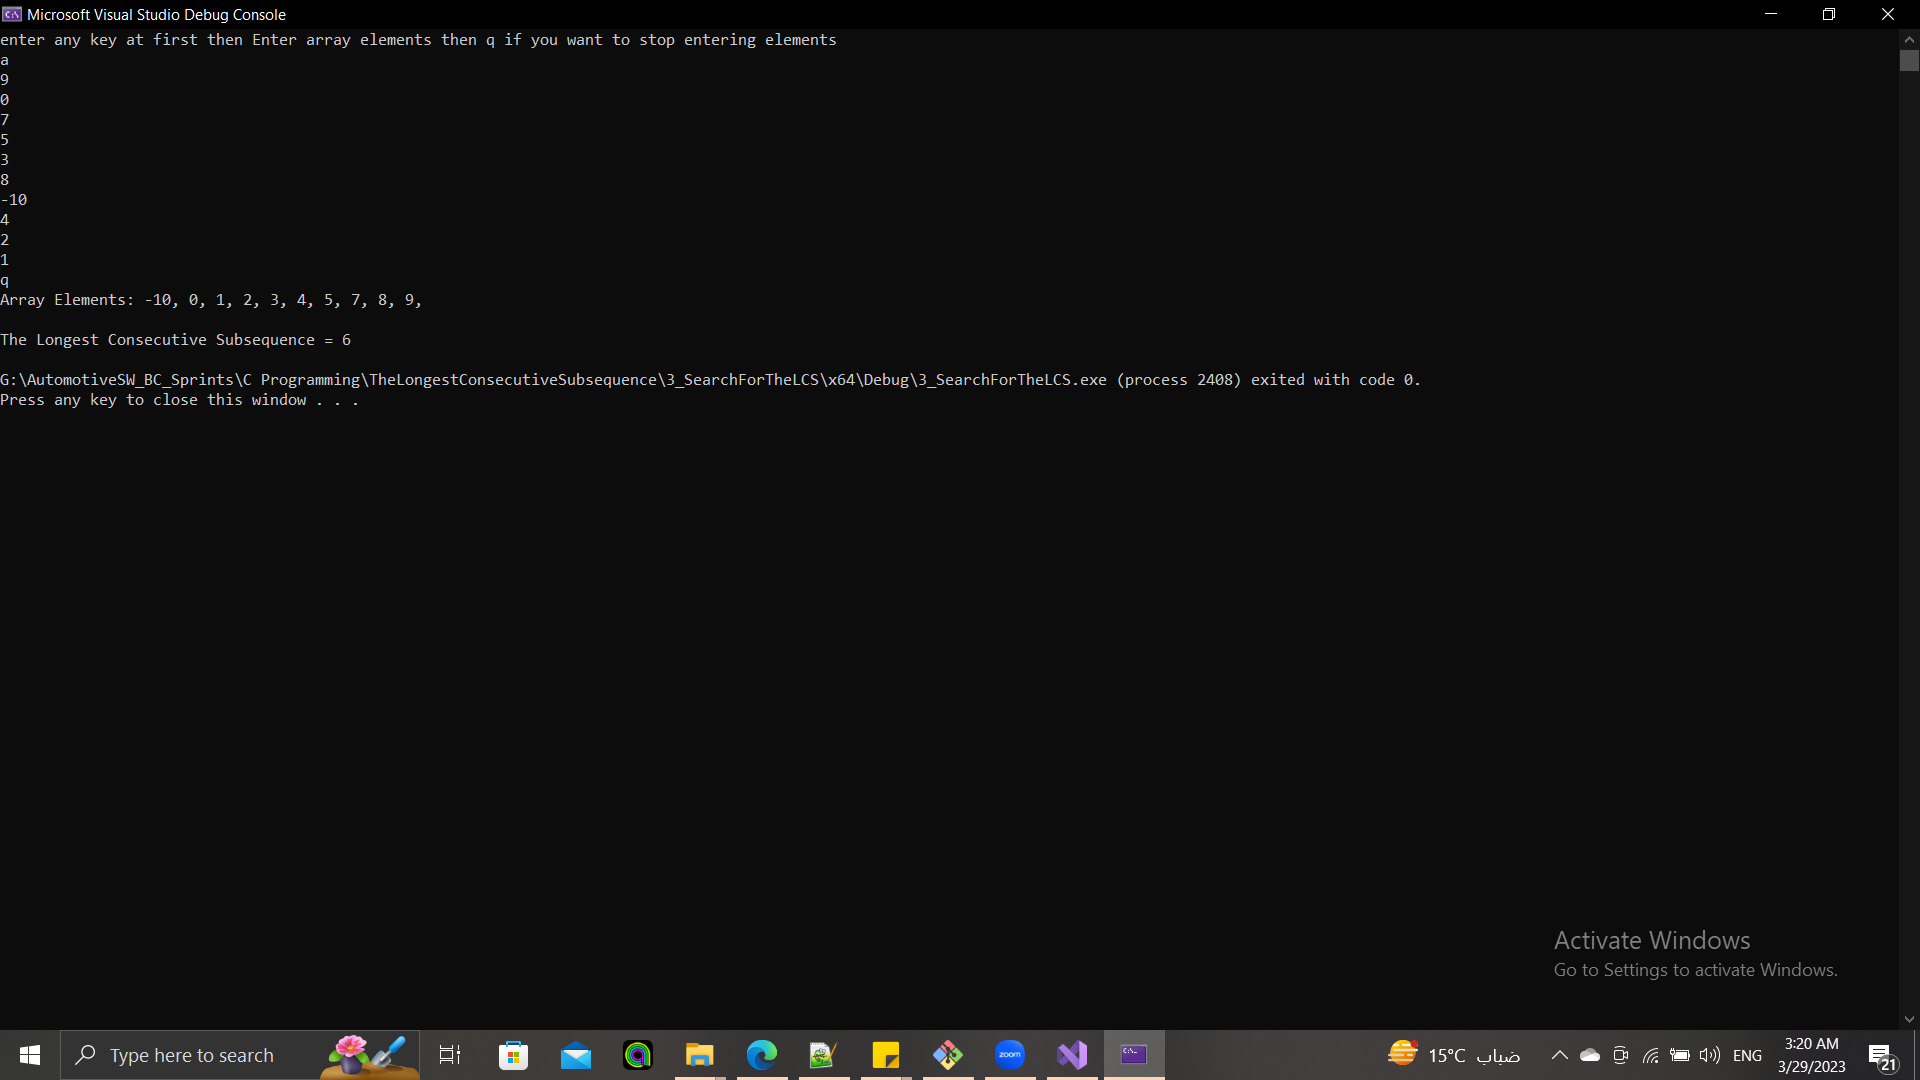 Microsoft Visual Studio Debug Console
enter any key at first then Enter array elements then q if you want to stop entering elements
a
9
0
7
5
3
8
-10
4
2
1
q
Array Elements: -10, 0, 1, 2, 3, 4, 5, 7, 8, 9,
The Longest Consecutive Subsequence = 6
G:\AutomotiveSW_BC_Sprints\C Programming\TheLongestConsecutiveSubsequence\3_SearchForTheLCS\x64\Debug\3_SearchForTheLCS.exe (process 2408) exited with code 0.
Press any key to close this window . . .
Activate Windows
Go to Settings to activate Windows.
Type here to search
zoom
15°C ضباب
ENG
3:20 AM
3/29/2023
21